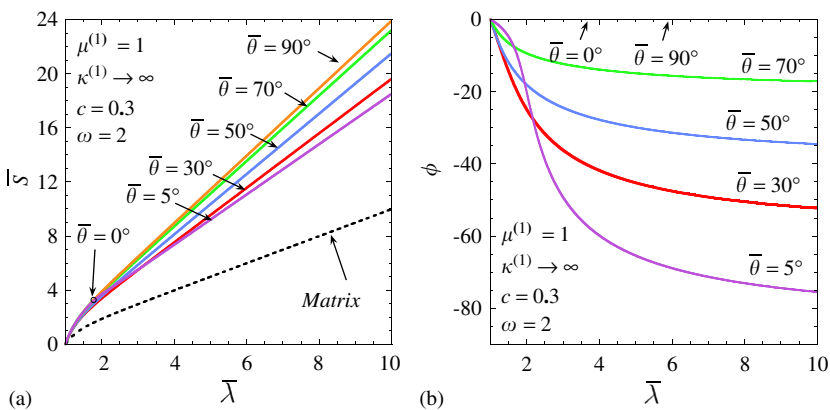 24
20
16
12
8
4
0
s̄
μ⁽¹⁾ = 1
κ⁽¹⁾ → ∞
c = 0.3
ω = 2
θ̄ = 90°
θ̄ = 70°
θ̄ = 50°
θ̄ = 30°
θ̄ = 5°
θ̄ = 0°
Matrix
2 4 6 8 10
λ̄
(a)
0
-20
-40
-60
-80
ϕ
θ̄ = 0°
θ̄ = 90°
θ̄ = 70°
θ̄ = 50°
θ̄ = 30°
θ̄ = 5°
μ⁽¹⁾ = 1
κ⁽¹⁾ → ∞
c = 0.3
ω = 2
2 4 6 8 10
λ̄
(b)